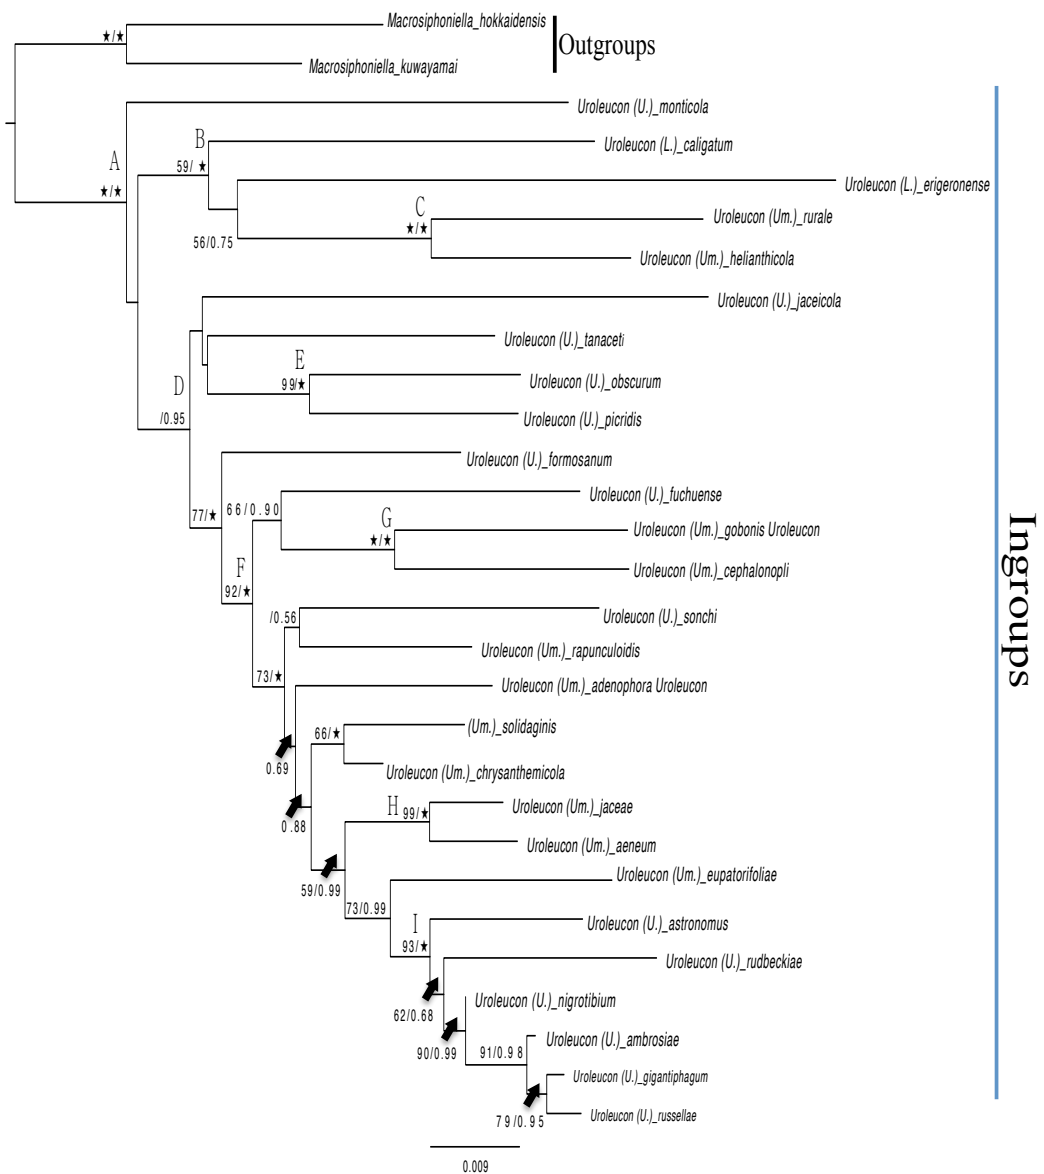 Macrosiphoniella_hokkaidensis
★/★
Outgroups
Macrosiphoniella_kuwayamai
Uroleucon (U.)_monticola
A
★/★
B
59/ ★
Uroleucon (L.)_caligatum
Uroleucon (L.)_erigeronense
C
★/★
Uroleucon (Um.)_rurale
56/0.75
Uroleucon (Um.)_helianthicola
Uroleucon (U.)_jaceicola
Uroleucon (U.)_tanaceti
E
99/★
Uroleucon (U.)_obscurum
D
/0.95
Uroleucon (U.)_picridis
Uroleucon (U.)_formosanum
Uroleucon (U.)_fuchuense
77/★
66/0.90
G
★/★
Uroleucon (Um.)_gobonis Uroleucon
Uroleucon (Um.)_cephalonopli
F
92/★
Ingroups
/0.56
Uroleucon (U.)_sonchi
Uroleucon (Um.)_rapunculoidis
73/★
Uroleucon (Um.)_adenophora Uroleucon
(Um.)_solidaginis
66/★
0.69
Uroleucon (Um.)_chrysanthemicola
H 99/★
Uroleucon (Um.)_jaceae
0.88
Uroleucon (Um.)_aeneum
Uroleucon (Um.)_eupatorifoliae
59/0.99
73/0.99
I
93/★
Uroleucon (U.)_astronomus
Uroleucon (U.)_rudbeckiae
Uroleucon (U.)_nigrotibium
62/0.68
Uroleucon (U.)_ambrosiae
90/0.99
91/0.98
Uroleucon (U.)_gigantiphagum
Uroleucon (U.)_russellae
79/0.95
0.009